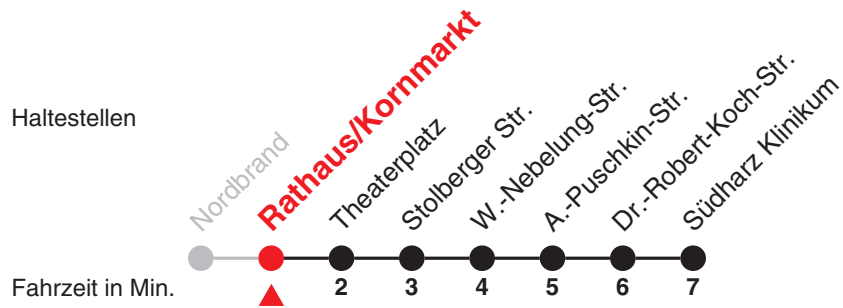 Haltestellen
Nordbrand
Rathaus/Kornmarkt
Theaterplatz
Stolberger Str.
W.-Nebelung-Str.
A.-Puschkin-Str.
Dr.-Robert-Koch-Str.
Südharz Klinikum
Fahrzeit in Min.
2 3 4 5 6 7